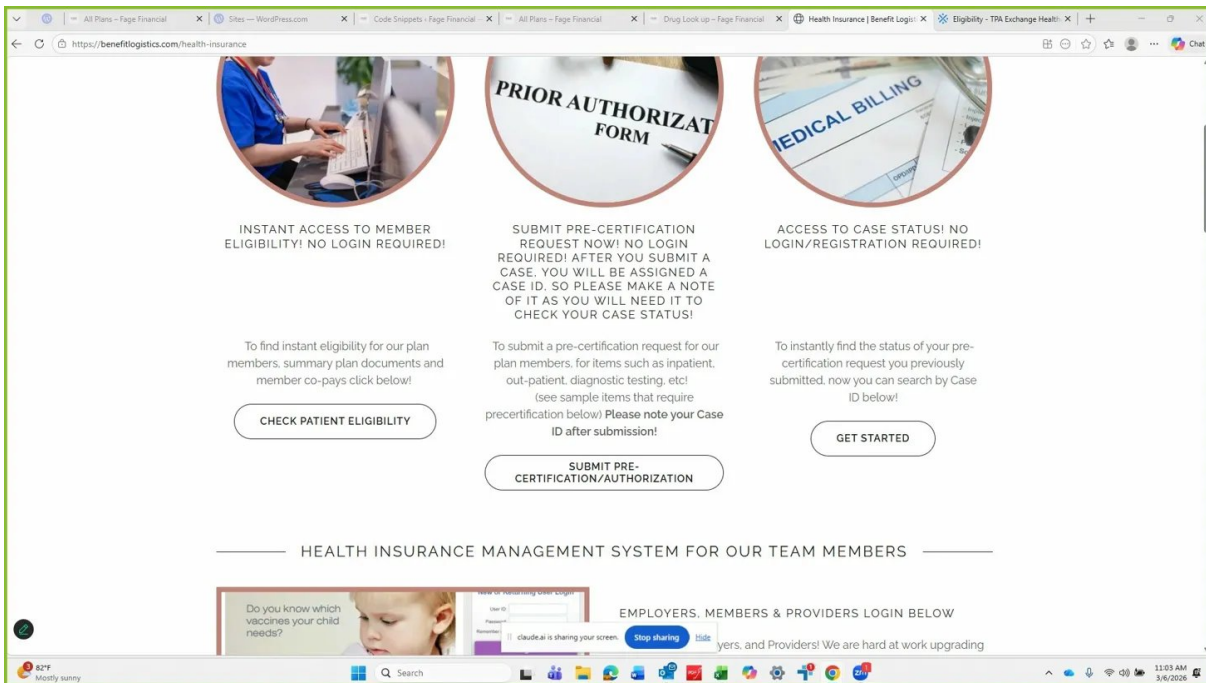 All Plans – Fage Financial
Sites — WordPress.com
Code Snippets ‹ Fage Financial –
All Plans – Fage Financial
Drug Look up – Fage Financial
Health Insurance | Benefit Logist
Eligibility - TPA Exchange Health
https://benefitlogistics.com/health-insurance
Chat
PRIOR AUTHORIZAT
FORM
MEDICAL BILLING
INSTANT ACCESS TO MEMBER
ELIGIBILITY! NO LOGIN REQUIRED!
To find instant eligibility for our plan
members, summary plan documents and
member co-pays click below!
CHECK PATIENT ELIGIBILITY
SUBMIT PRE-CERTIFICATION
REQUEST NOW! NO LOGIN
REQUIRED! AFTER YOU SUBMIT A
CASE, YOU WILL BE ASSIGNED A
CASE ID, SO PLEASE MAKE A NOTE
OF IT AS YOU WILL NEED IT TO
CHECK YOUR CASE STATUS!
To submit a pre-certification request for our
plan members, for items such as inpatient,
out-patient, diagnostic testing, etc!
(see sample items that require
precertification below) Please note your Case
ID after submission!
SUBMIT PRE-
CERTIFICATION/AUTHORIZATION
ACCESS TO CASE STATUS! NO
LOGIN/REGISTRATION REQUIRED!
To instantly find the status of your pre-
certification request you previously
submitted, now you can search by Case
ID below!
GET STARTED
HEALTH INSURANCE MANAGEMENT SYSTEM FOR OUR TEAM MEMBERS
Do you know which
vaccines your child
needs?
New or Returning User Login
User ID
Password
Remember
EMPLOYERS, MEMBERS & PROVIDERS LOGIN BELOW
yers, and Providers! We are hard at work upgrading
claude.ai is sharing your screen.
Stop sharing
Hide
3
82°F
Mostly sunny
Search
11:03 AM
3/6/2026